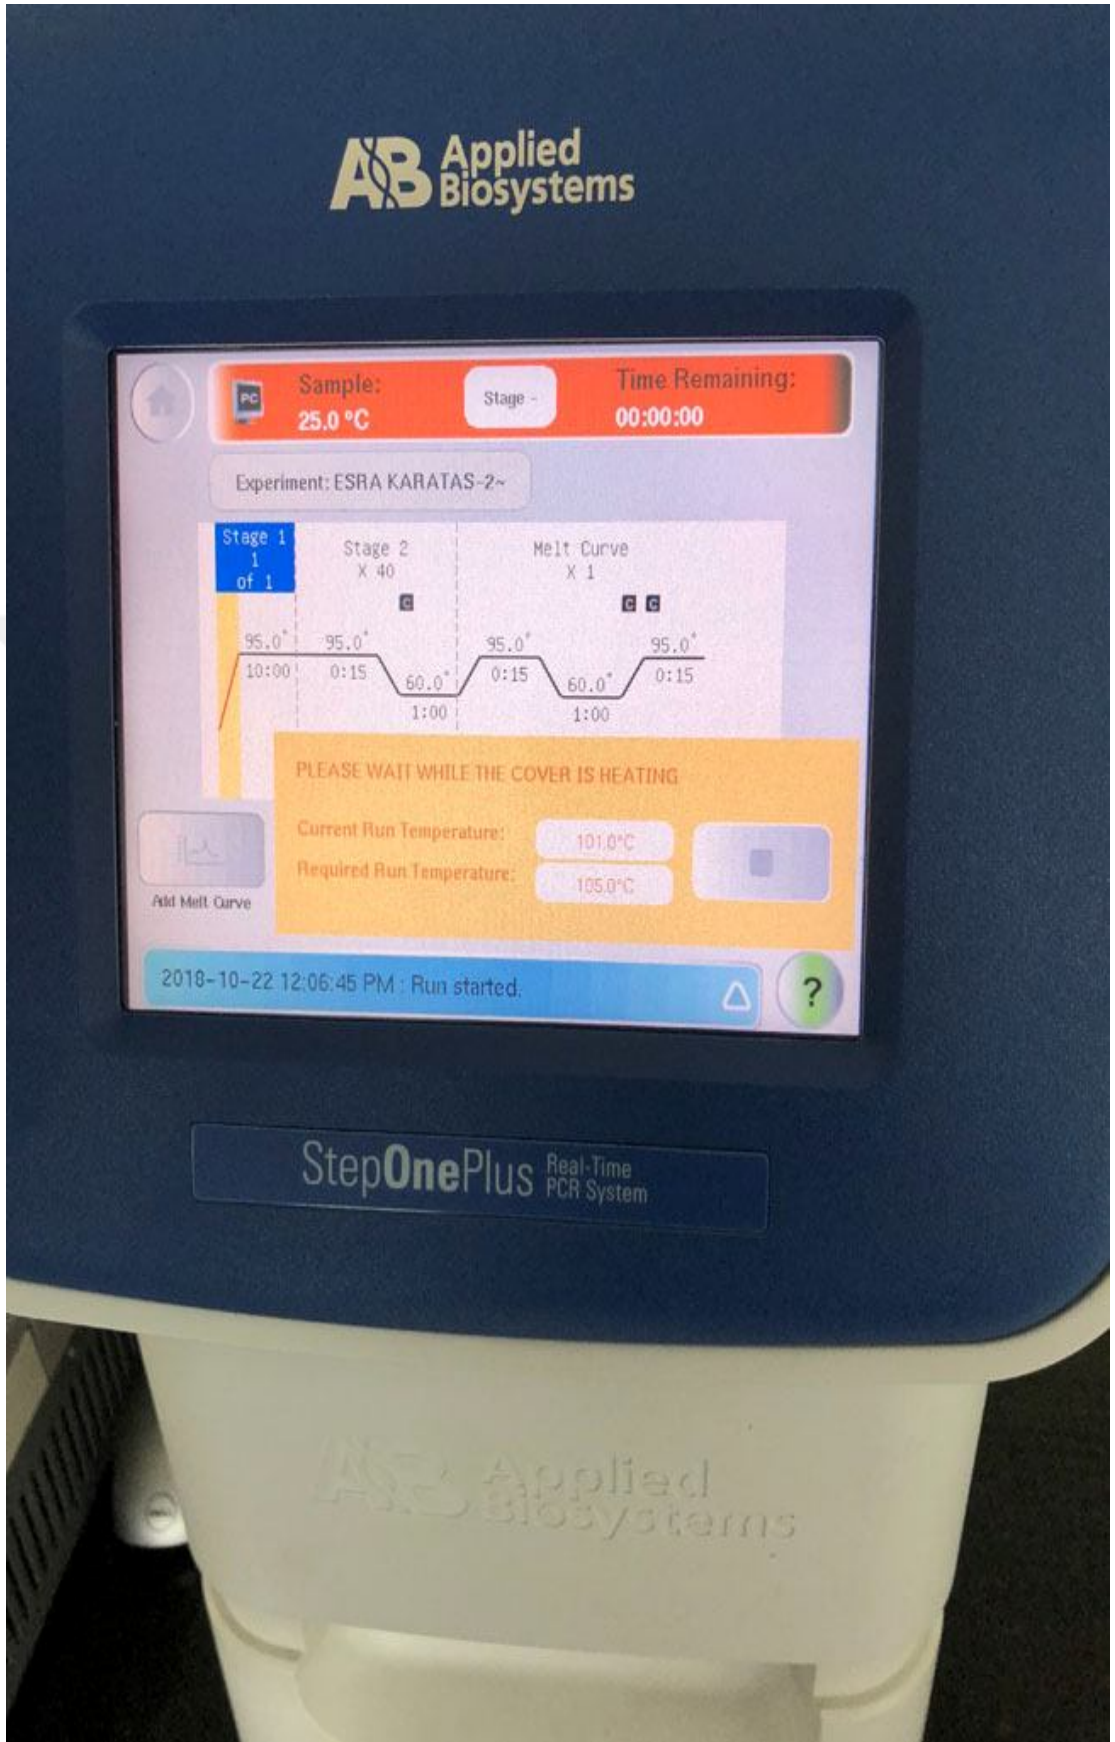 AB Applied
Biosystems
PC
Sample:
25.0 °C
Stage -
Time Remaining:
00:00:00
Experiment: ESRA KARATAS-2~
Stage 1
1
of 1
Stage 2
X 40
Melt Curve
X 1
C
C C
95.0°
95.0°
95.0°
95.0°
10:00
0:15
60.0°
0:15
60.0°
0:15
1:00
1:00
PLEASE WAIT WHILE THE COVER IS HEATING
Current Run Temperature:
101.0°C
Required Run Temperature:
105.0°C
Add Melt Curve
2018-10-22 12:06:45 PM : Run started.
?
StepOnePlus Real-Time
PCR System
AB Applied
Biosystems